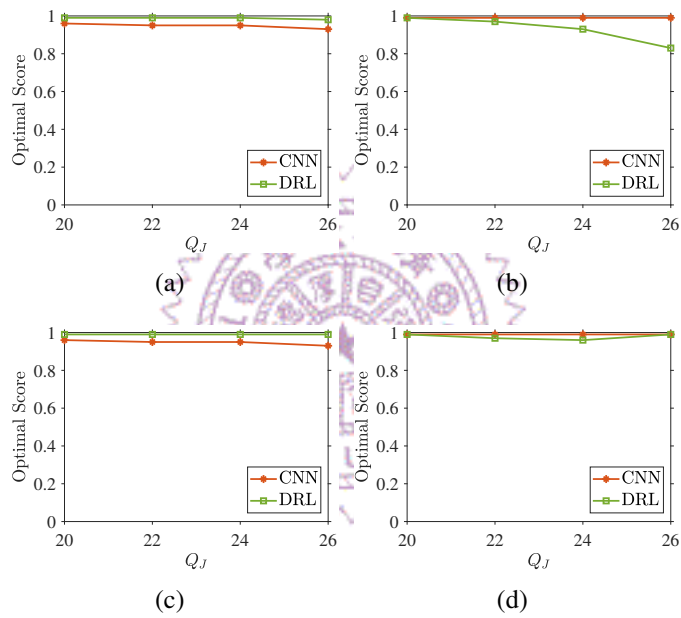 1
0.8
0.6
0.4
0.2
0
Optimal Score
CNN
DRL
20 22 24 26
Q_J
(a)
1
0.8
0.6
0.4
0.2
0
Optimal Score
CNN
DRL
20 22 24 26
Q_J
(b)
1
0.8
0.6
0.4
0.2
0
Optimal Score
CNN
DRL
20 22 24 26
Q_J
(c)
1
0.8
0.6
0.4
0.2
0
Optimal Score
CNN
DRL
20 22 24 26
Q_J
(d)